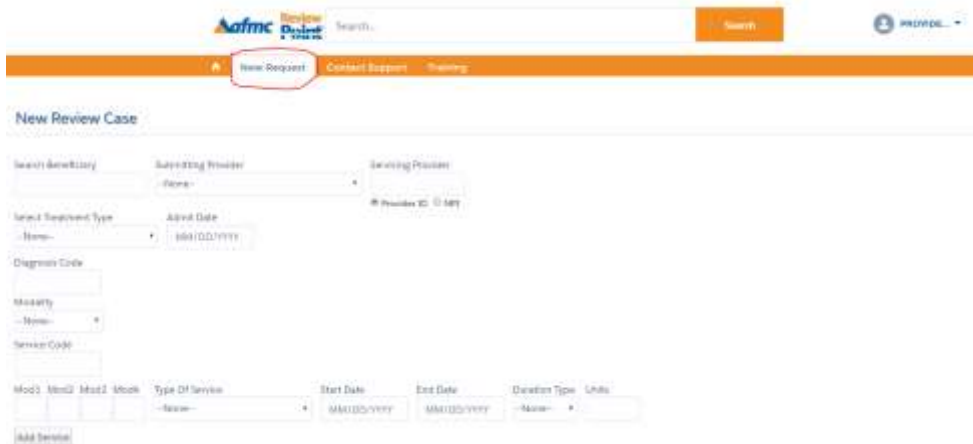 afmc Review Point Search... Search PROVIDE...
New Request Contact Support Training
New Review Case
Search Beneficiary Submitting Provider Servicing Provider
--None--
Provider ID NPI
Select Treatment Type Admit Date
--None-- MM/DD/YYYY
Diagnosis Code
Modality
--None--
Service Code
Mod1 Mod2 Mod3 Mod4 Type Of Service Start Date End Date Duration Type Units
--None-- MM/DD/YYYY MM/DD/YYYY --None--
Add Service